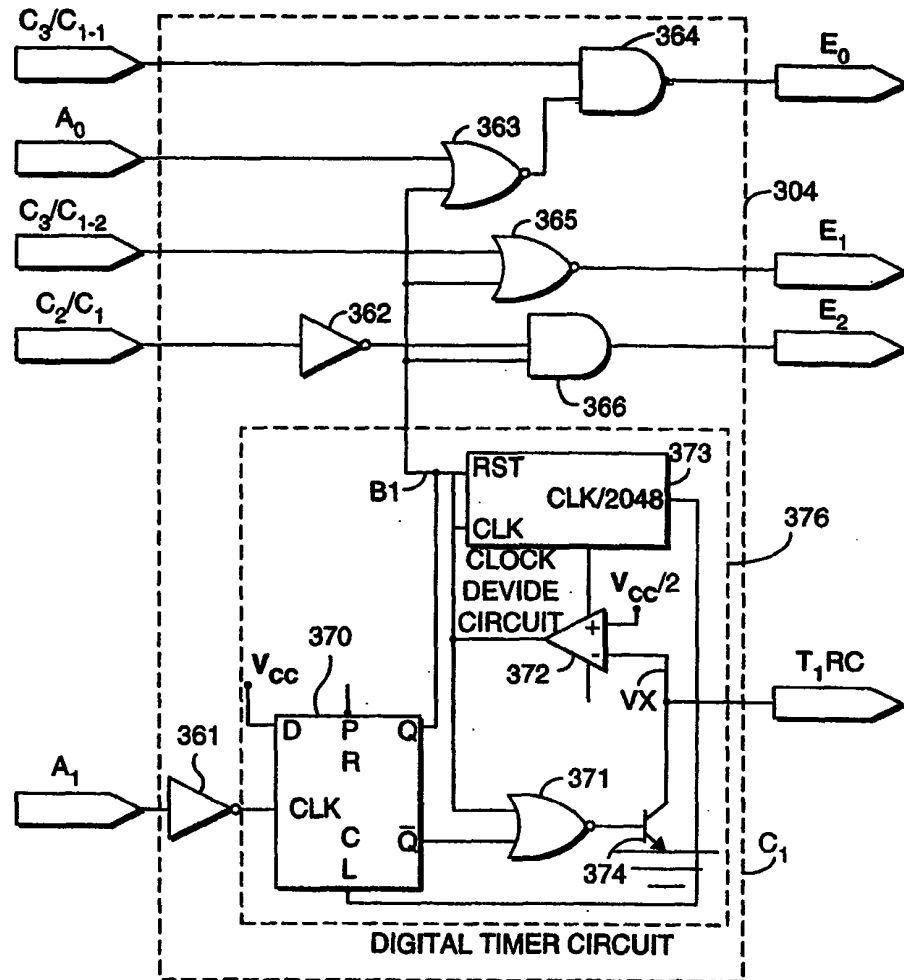 C3/C1-1
364
E0
A0
363
304
C3/C1-2
365
E1
C2/C1
362
E2
366
RST
373
B1
CLK/2048
376
CLK
CLOCK
DEVIDE
CIRCUIT
VCC/2
+
-
370
372
VCC
VX
T1RC
D
P
R
Q
361
A1
371
CLK
C
L
Q̅
374
C1
DIGITAL TIMER CIRCUIT